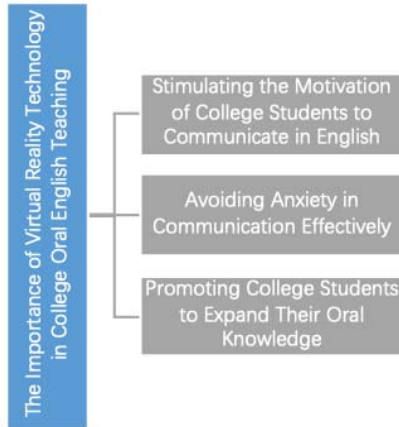 The Importance of Virtual Reality Technology
in College Oral English Teaching
Stimulating the Motivation
of College Students to
Communicate in English
Avoiding Anxiety in
Communication Effectively
Promoting College Students
to Expand Their Oral
Knowledge